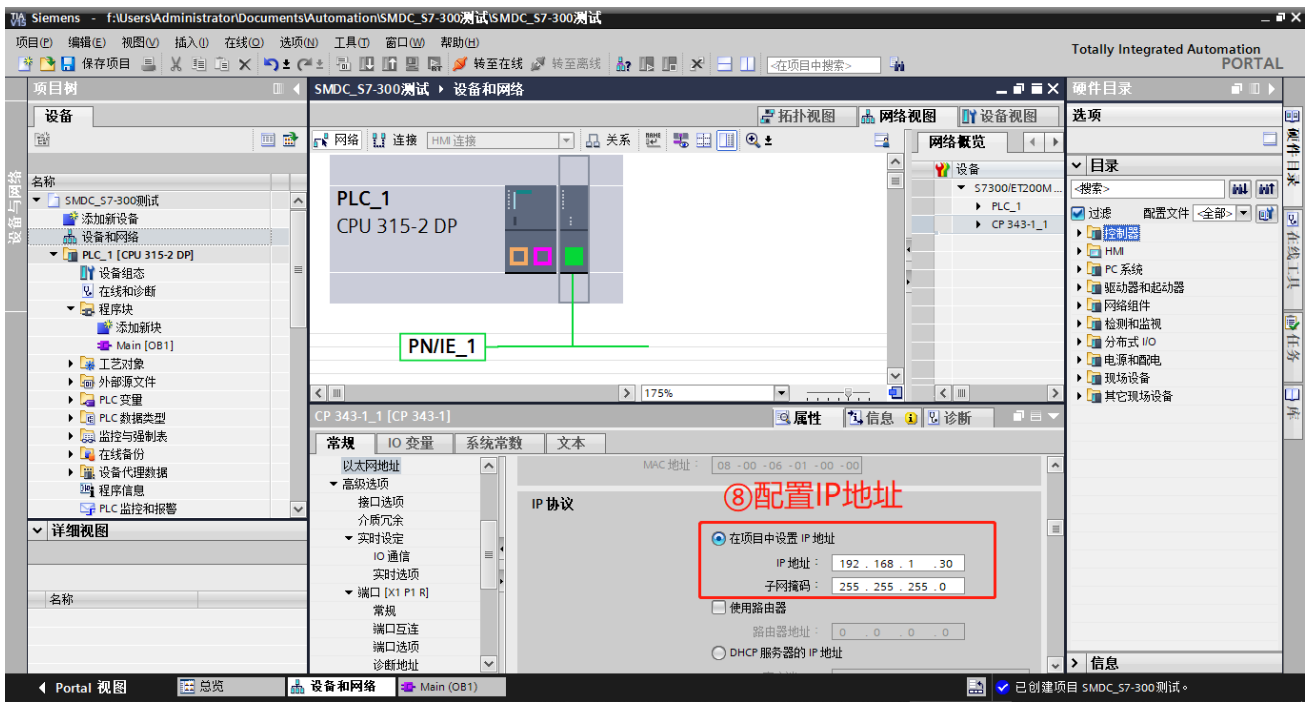 Siemens - f:\Users\Administrator\Documents\Automation\SMDC_S7-300测试\SMDC_S7-300测试
项目(P) 编辑(E) 视图(V) 插入(I) 在线(O) 选项(N) 工具(T) 窗口(W) 帮助(H)
Totally Integrated Automation
PORTAL
保存项目 转至在线 转至离线 <在项目中搜索>
项目树
SMDC_S7-300测试 ▸ 设备和网络
硬件目录
设备
拓扑视图 网络视图 设备视图
选项
网络 连接 HMI 连接 关系
网络概览
设备
S7300/ET200M...
PLC_1
CP 343-1_1
名称
SMDC_S7-300测试
添加新设备
设备和网络
PLC_1 [CPU 315-2 DP]
设备组态
在线和诊断
程序块
添加新块
Main [OB1]
工艺对象
外部源文件
PLC 变量
PLC 数据类型
监控与强制表
在线备份
设备代理数据
程序信息
PLC 监控和报警
详细视图
名称
设备与网络
PLC_1
CPU 315-2 DP
PN/IE_1
175%
CP 343-1_1 [CP 343-1]
属性 信息 诊断
常规 IO 变量 系统常数 文本
以太网地址
高级选项
接口选项
介质冗余
实时设定
IO 通信
实时选项
端口 [X1 P1 R]
常规
端口互连
端口选项
诊断地址
MAC 地址： 08 -00 -06 -01 -00 -00
⑧配置IP地址
IP 协议
在项目中设置 IP 地址
IP 地址： 192 . 168 . 1 . 30
子网掩码： 255 . 255 . 255 . 0
使用路由器
路由器地址： 0 . 0 . 0 . 0
DHCP 服务器的 IP 地址
目录
<搜索>
过滤 配置文件 <全部>
控制器
HMI
PC 系统
驱动器和起动器
网络组件
检测和监视
分布式 I/O
电源和配电
现场设备
其它现场设备
信息
硬件目录
在线工具
任务
库
Portal 视图 总览 设备和网络 Main (OB1)
已创建项目 SMDC_S7-300测试。